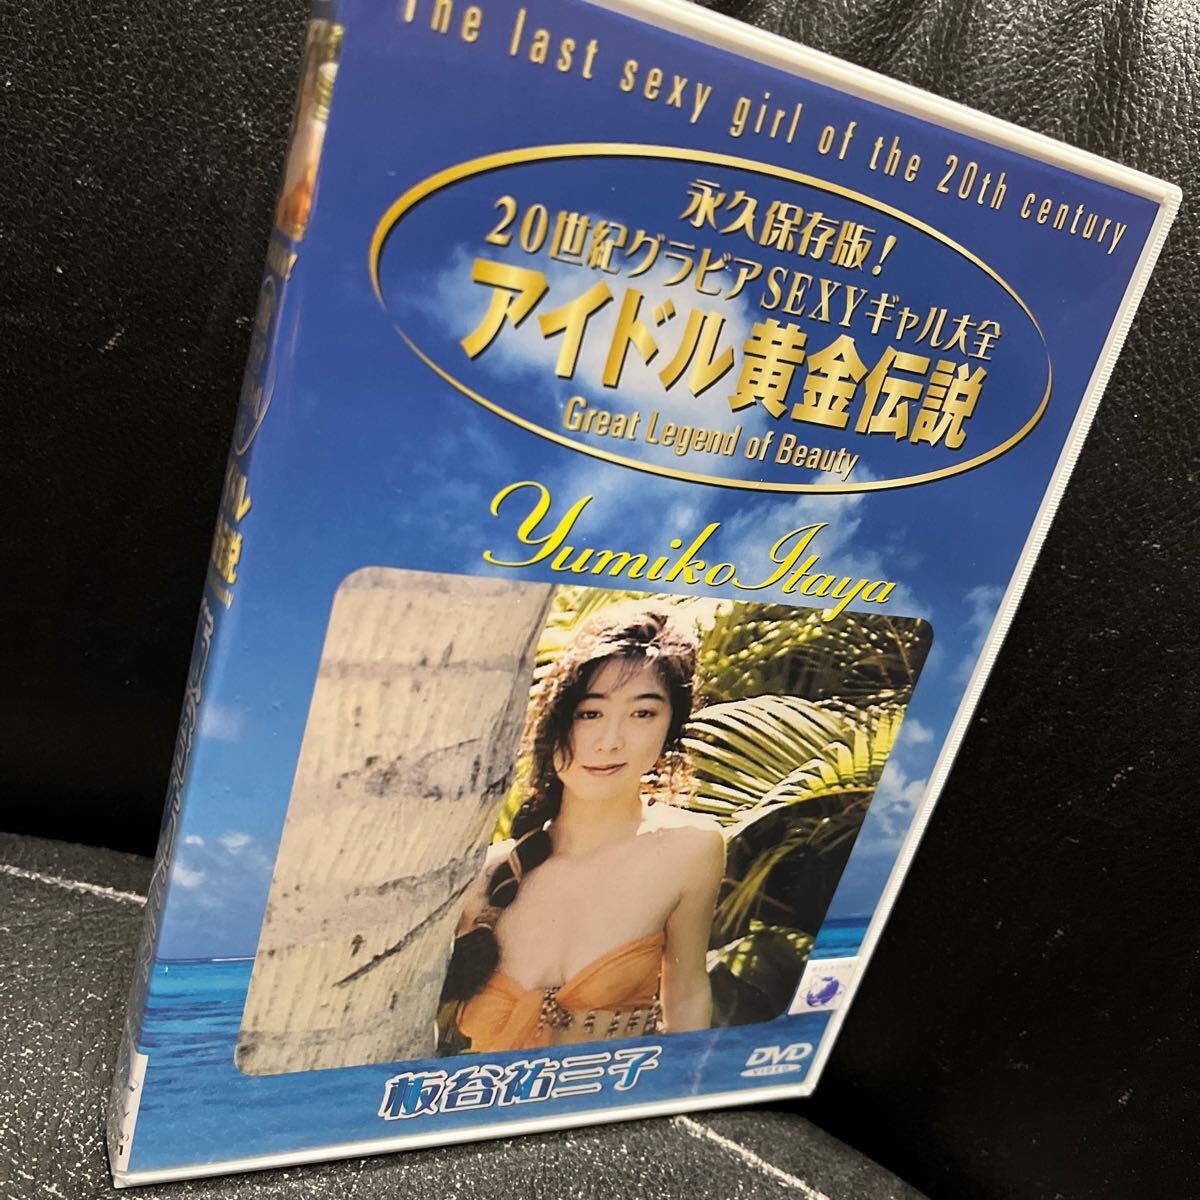 The last sexy girl of the 20th century
永久保存版!
20世紀グラビアSEXYギャル大全
アイドル黄金伝説
Great Legend of Beauty
Yumiko Itaya
板谷祐三子
DVD
VIDEO